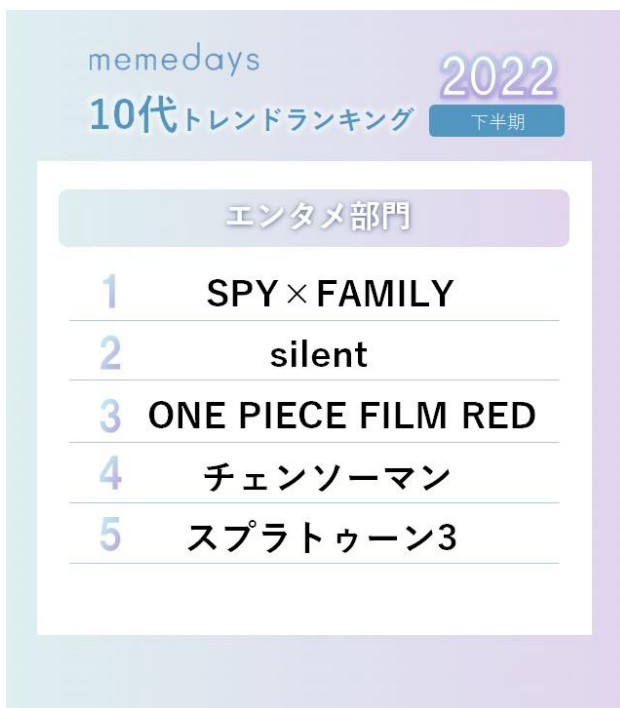 memedays
2022
10代トレンドランキング
下半期
エンタメ部門
1 SPY×FAMILY
2 silent
3 ONE PIECE FILM RED
4 チェンソーマン
5 スプラトゥーン3